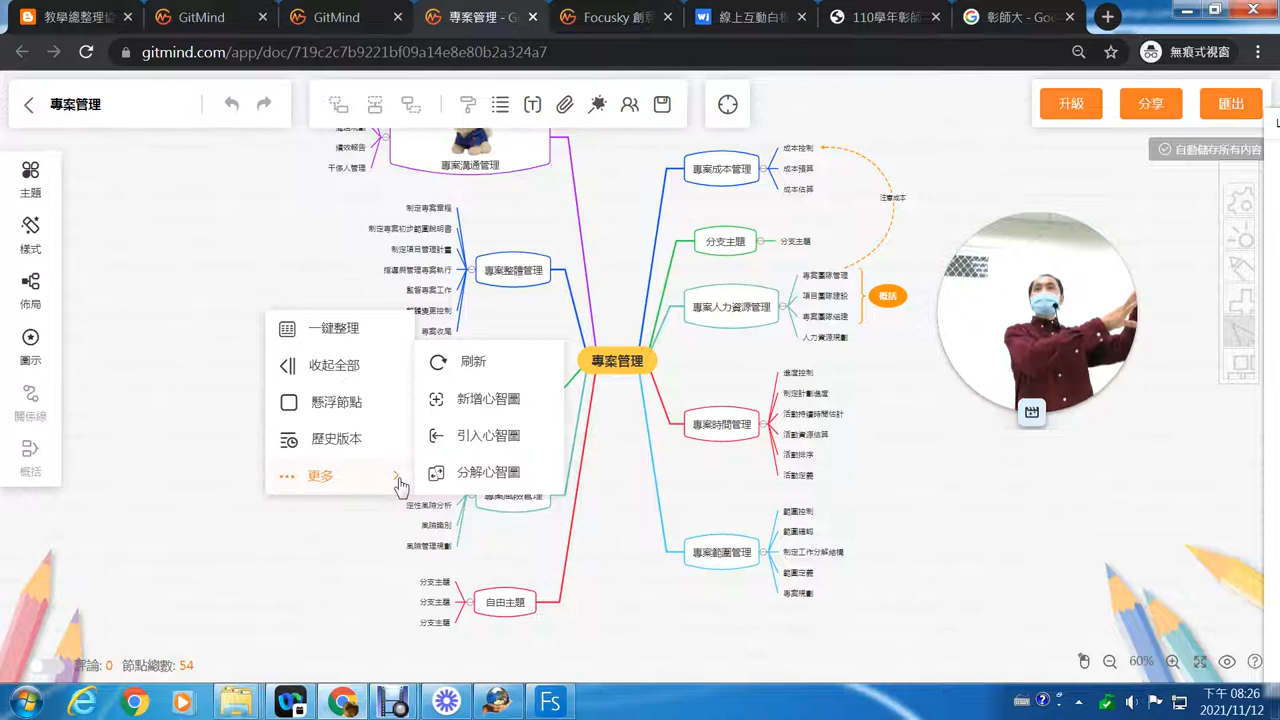 教學總整理協
GitMind
GitMind
專案管
Focusky 創
線上互動
110學年彰
彰師大 - Goo
gitmind.com/app/doc/719c2c7b9221bf09a14c8e80b2a324a7
無痕式視窗
專案管理
升級
分享
匯出
自動儲存所有內容
主題
樣式
佈局
圖示
關係線
概括
績效報告
干係人管理
專案溝通管理
制定專案章程
制定專案初步範圍說明書
制定項目管理計畫
指導與管理專案執行
監督專案工作
整體變更控制
專案收尾
專案整體管理
一鍵整理
收起全部
懸浮節點
歷史版本
更多
刷新
新增心智圖
引入心智圖
分解心智圖
專案管理
專案風險管理
定性風險分析
風險識別
風險管理規劃
自由主題
分支主題
分支主題
分支主題
專案成本管理
成本控制
成本預算
成本估算
注意成本
分支主題
分支主題
專案人力資源管理
專案團隊管理
項目團隊建設
專案團隊組建
人力資源規劃
概括
專案時間管理
進度控制
制定計劃進度
活動持續時間估計
活動資源估算
活動排序
活動定義
專案範圍管理
範圍控制
範圍確認
制定工作分解結構
範圍定義
專案規劃
評論: 0
節點總數: 54
60%
Fs
下午 08:26
2021/11/12